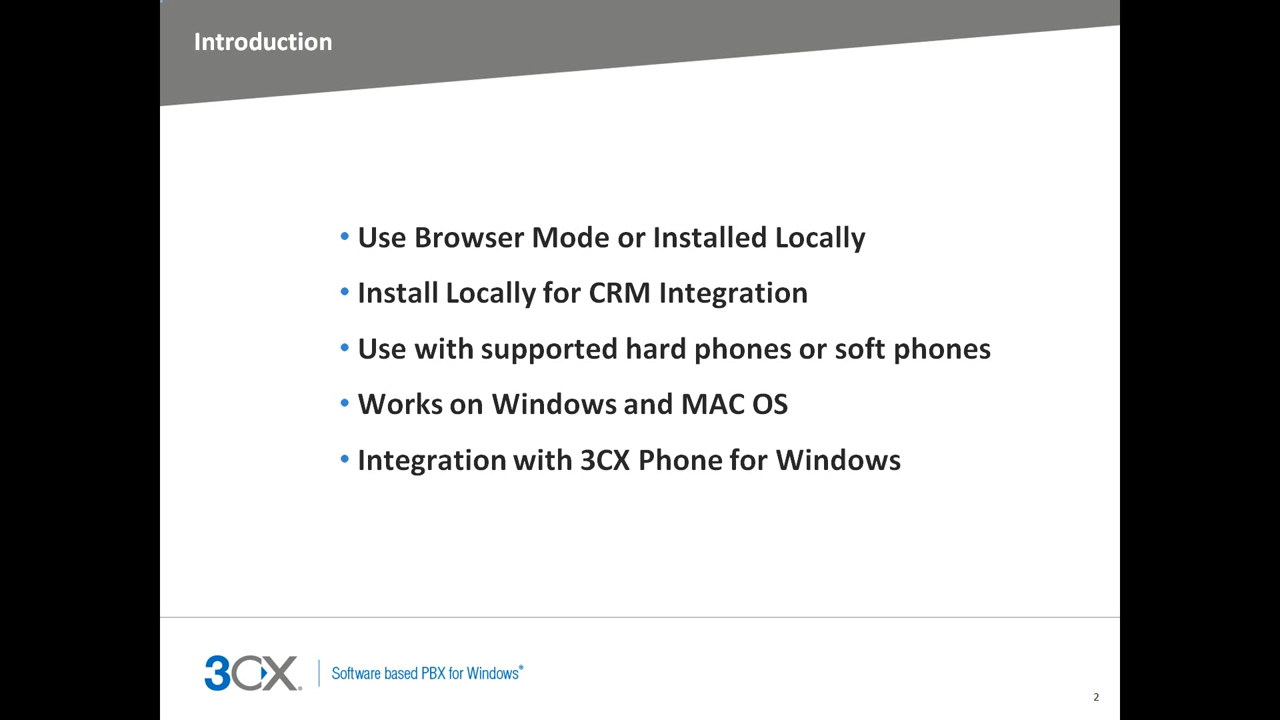 Introduction
• Use Browser Mode or Installed Locally
• Install Locally for CRM Integration
• Use with supported hard phones or soft phones
• Works on Windows and MAC OS
• Integration with 3CX Phone for Windows
3CX® Software based PBX for Windows®
2